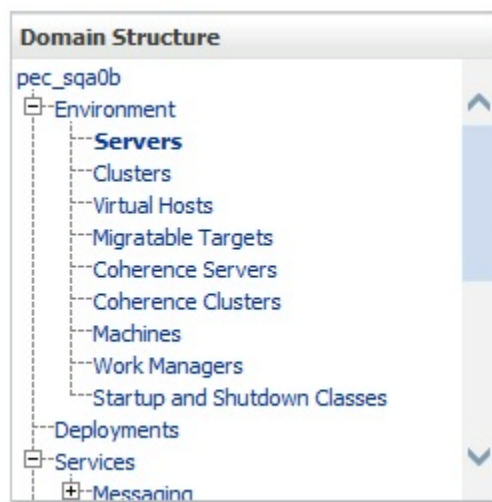 Domain Structure
pec_sqa0b
Environment
Servers
Clusters
Virtual Hosts
Migratable Targets
Coherence Servers
Coherence Clusters
Machines
Work Managers
Startup and Shutdown Classes
Deployments
Services
Messaging